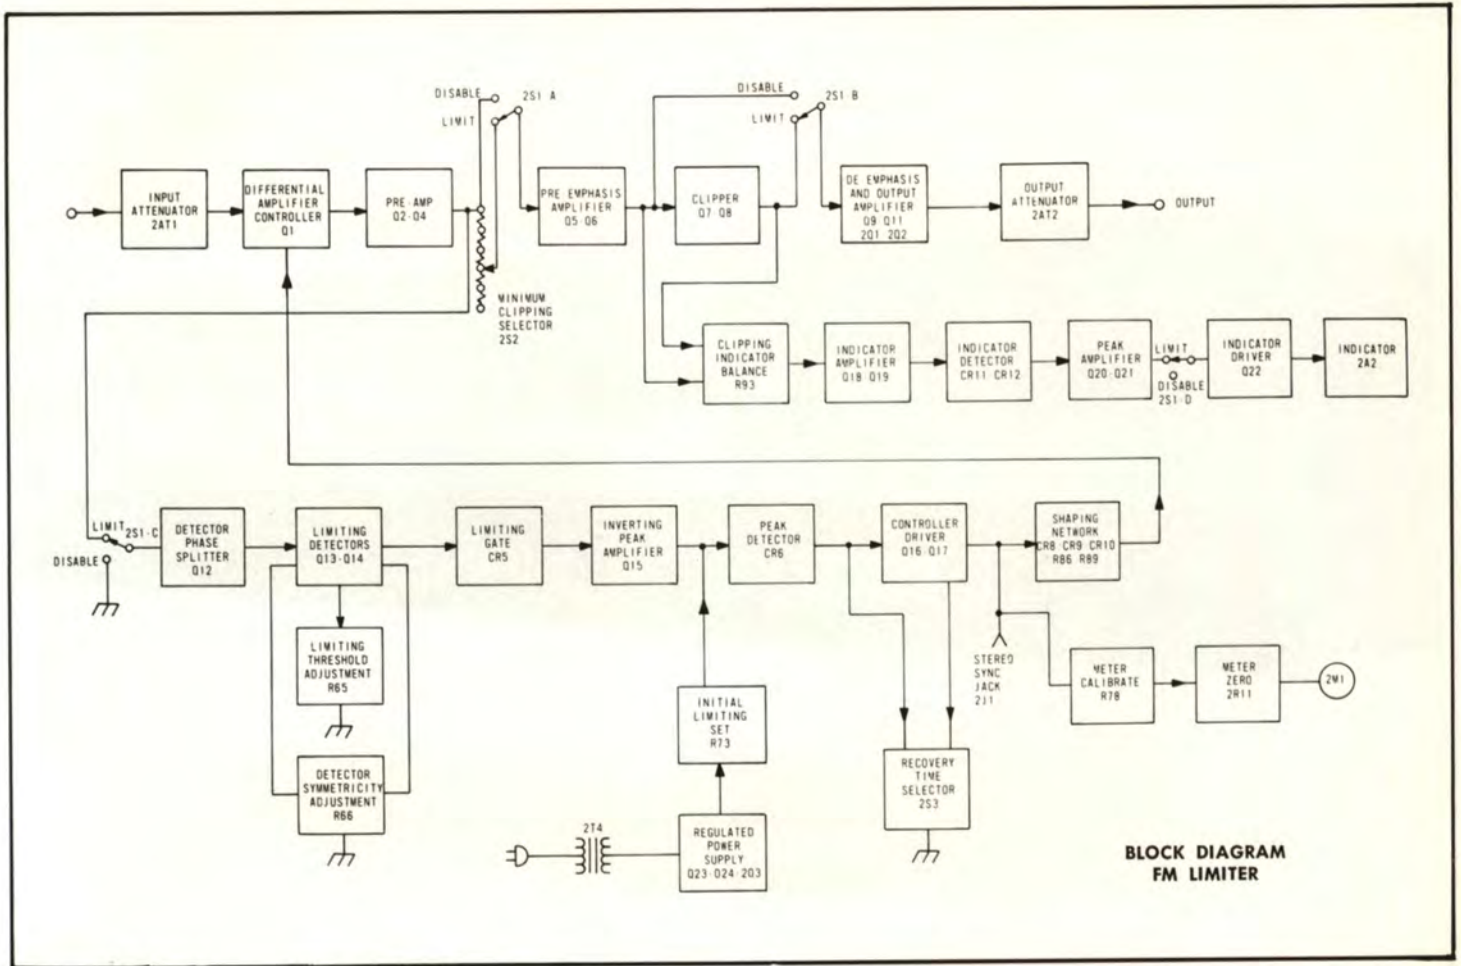 DISABLE
2S1-A
LIMIT
DISABLE
2S1-B
LIMIT
INPUT
ATTENUATOR
2AT1
DIFFERENTIAL
AMPLIFIER
CONTROLLER
Q1
PRE-AMP
Q2-Q4
PRE EMPHASIS
AMPLIFIER
Q5-Q6
CLIPPER
Q7-Q8
DE EMPHASIS
AND OUTPUT
AMPLIFIER
Q9 Q11
2Q1 2Q2
OUTPUT
ATTENUATOR
2AT2
OUTPUT
MINIMUM
CLIPPING
SELECTOR
2S2
CLIPPING
INDICATOR
BALANCE
R93
INDICATOR
AMPLIFIER
Q18-Q19
INDICATOR
DETECTOR
CR11 CR12
PEAK
AMPLIFIER
Q20-Q21
LIMIT
DISABLE
2S1-D
INDICATOR
DRIVER
Q22
INDICATOR
2A2
LIMIT
2S1-C
DISABLE
DETECTOR
PHASE
SPLITTER
Q12
LIMITING
DETECTORS
Q13-Q14
LIMITING
GATE
CR5
INVERTING
PEAK
AMPLIFIER
Q15
PEAK
DETECTOR
CR6
CONTROLLER
DRIVER
Q16-Q17
SHAPING
NETWORK
CR8 CR9 CR10
R86 R89
LIMITING
THRESHOLD
ADJUSTMENT
R65
STEREO
SYNC
JACK
2J1
METER
CALIBRATE
R78
METER
ZERO
2R11
2M1
INITIAL
LIMITING
SET
R73
DETECTOR
SYMMETRICITY
ADJUSTMENT
R66
RECOVERY
TIME
SELECTOR
2S3
2T4
REGULATED
POWER
SUPPLY
Q23-Q24-2Q3
BLOCK DIAGRAM
FM LIMITER